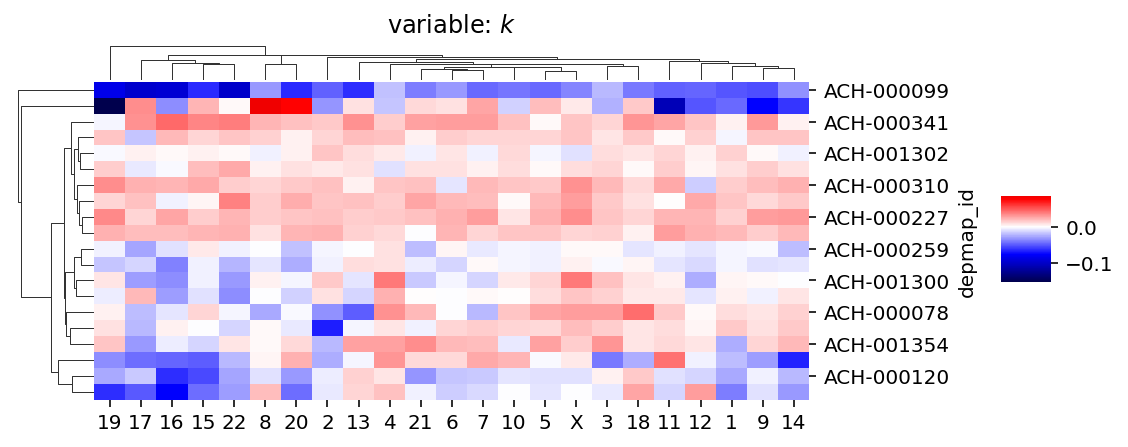 variable: k
ACH-000099
ACH-000341
ACH-001302
ACH-000310
ACH-000227
ACH-000259
ACH-001300
ACH-000078
ACH-001354
ACH-000120
depmap_id
0.0
−0.1
19 17 16 15 22 8 20 2 13 4 21 6 7 10 5 X 3 18 11 12 1 9 14